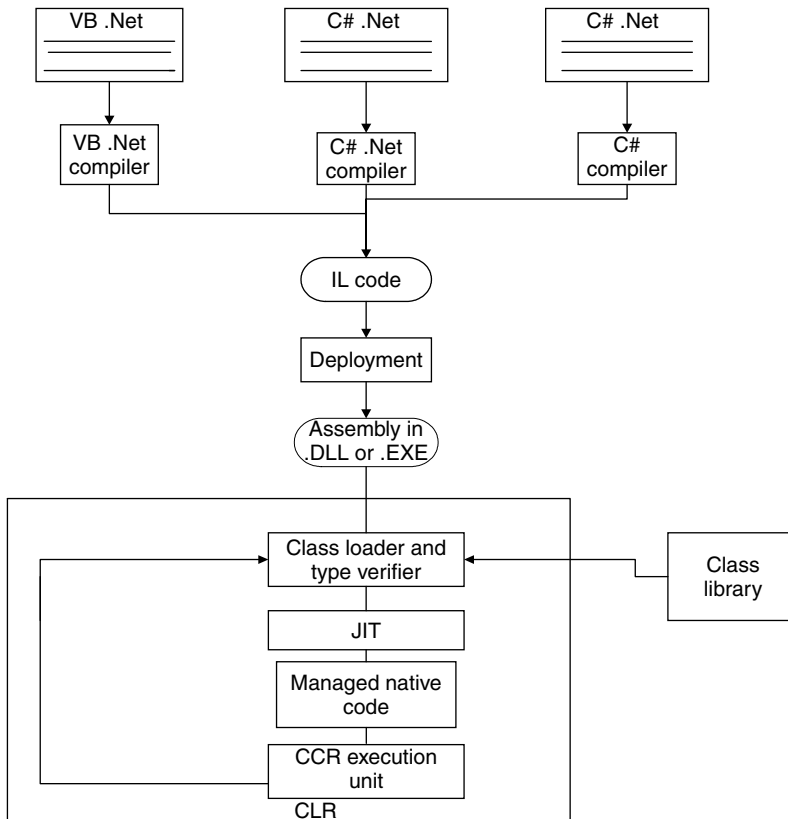 VB .Net
C# .Net
C# .Net
VB .Net
compiler
C# .Net
compiler
C#
compiler
IL code
Deployment
Assembly in
.DLL or .EXE
Class loader and
type verifier
Class
library
JIT
Managed native
code
CCR execution
unit
CLR